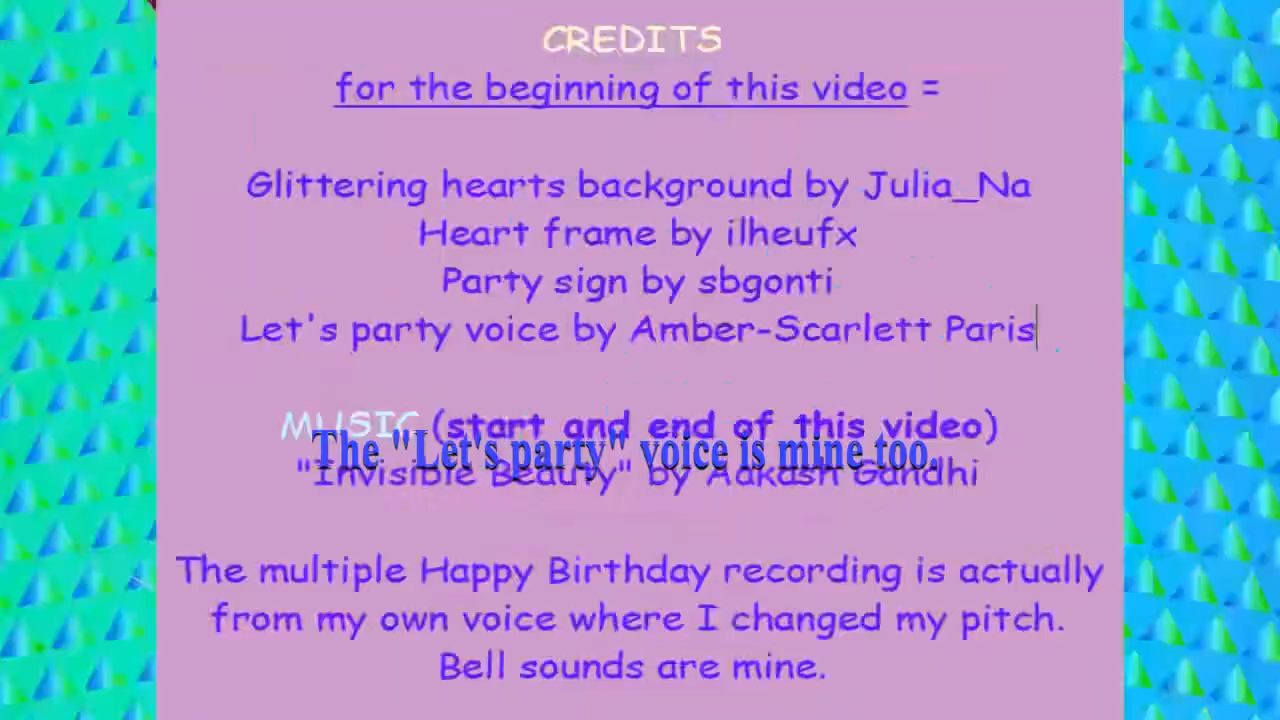 CREDITS
for the beginning of this video =
Glittering hearts background by Julia_Na
Heart frame by ilheufx
Party sign by sbgonti
Let's party voice by Amber-Scarlett Paris
MUSIC (start and end of this video)
The "Let's party" voice is mine too.
"Invisible Beauty" by Aakash Gandhi
The multiple Happy Birthday recording is actually
from my own voice where I changed my pitch.
Bell sounds are mine.